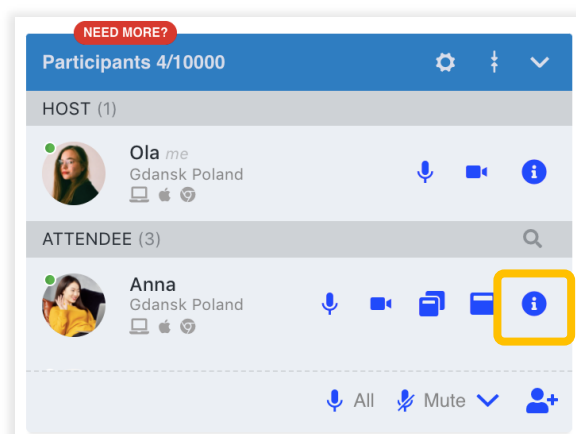 NEED MORE?
Participants 4/10000
HOST (1)
Ola me
Gdansk Poland
ATTENDEE (3)
Anna
Gdansk Poland
All Mute